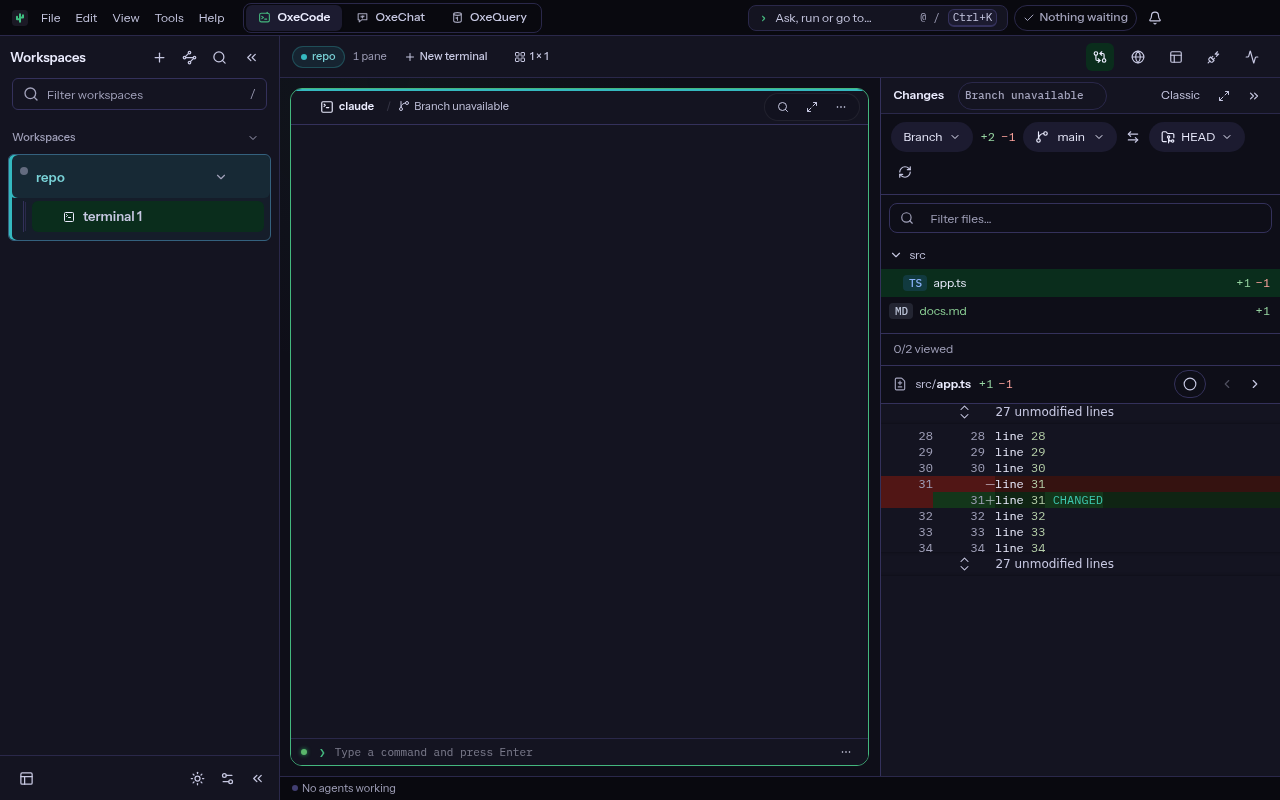 File Edit View Tools Help OxeCode OxeChat OxeQuery Ask, run or go to... @ / Ctrl+K Nothing waiting
Workspaces
Filter workspaces /
Workspaces
repo
terminal 1
repo 1 pane New terminal 1×1
claude / Branch unavailable
❯ Type a command and press Enter
No agents working
Changes Branch unavailable Classic
Branch +2 −1 main HEAD
Filter files...
src
TS app.ts +1 −1
MD docs.md +1
0/2 viewed
src/app.ts +1 −1
27 unmodified lines
28 28 line 28
29 29 line 29
30 30 line 30
31 −line 31
31+line 31 CHANGED
32 32 line 32
33 33 line 33
34 34 line 34
27 unmodified lines